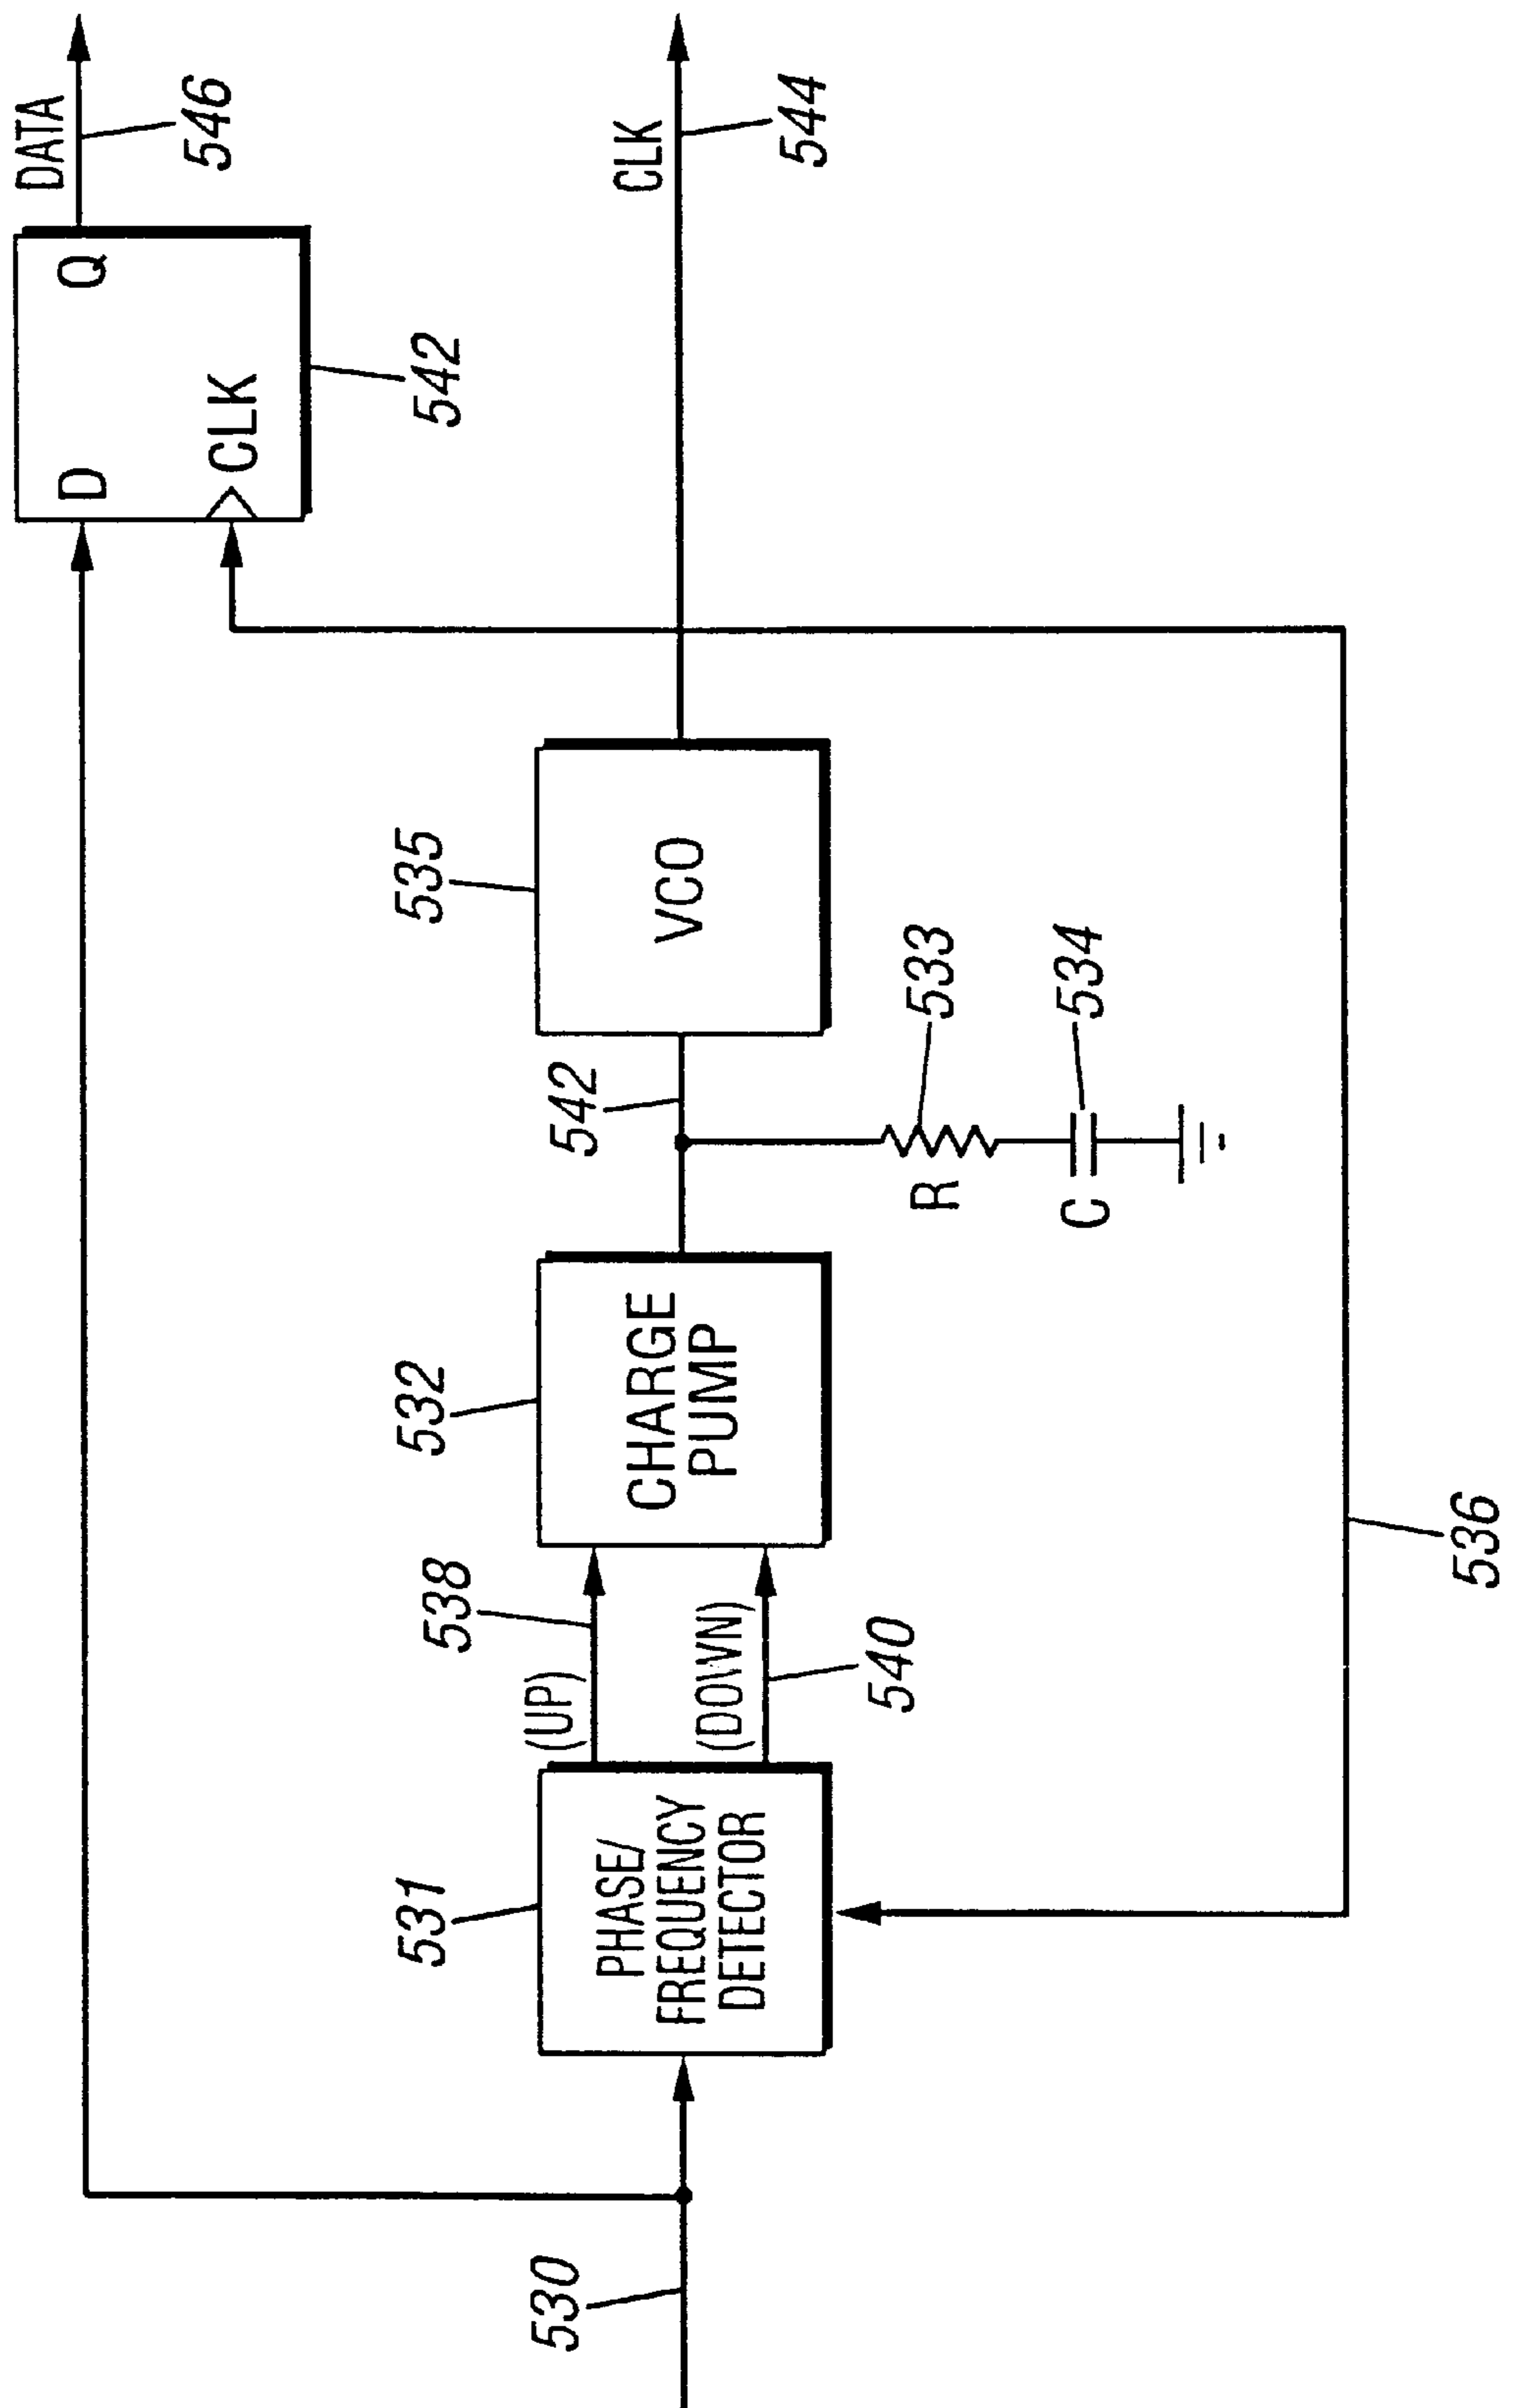 DATA
546
D
Q
CLK
542
CLK
544
535
VCO
542
533
R
534
C
532
CHARGE
PUMP
538
(UP)
(DOWN)
540
531
PHASE/
FREQUENCY
DETECTOR
530
536